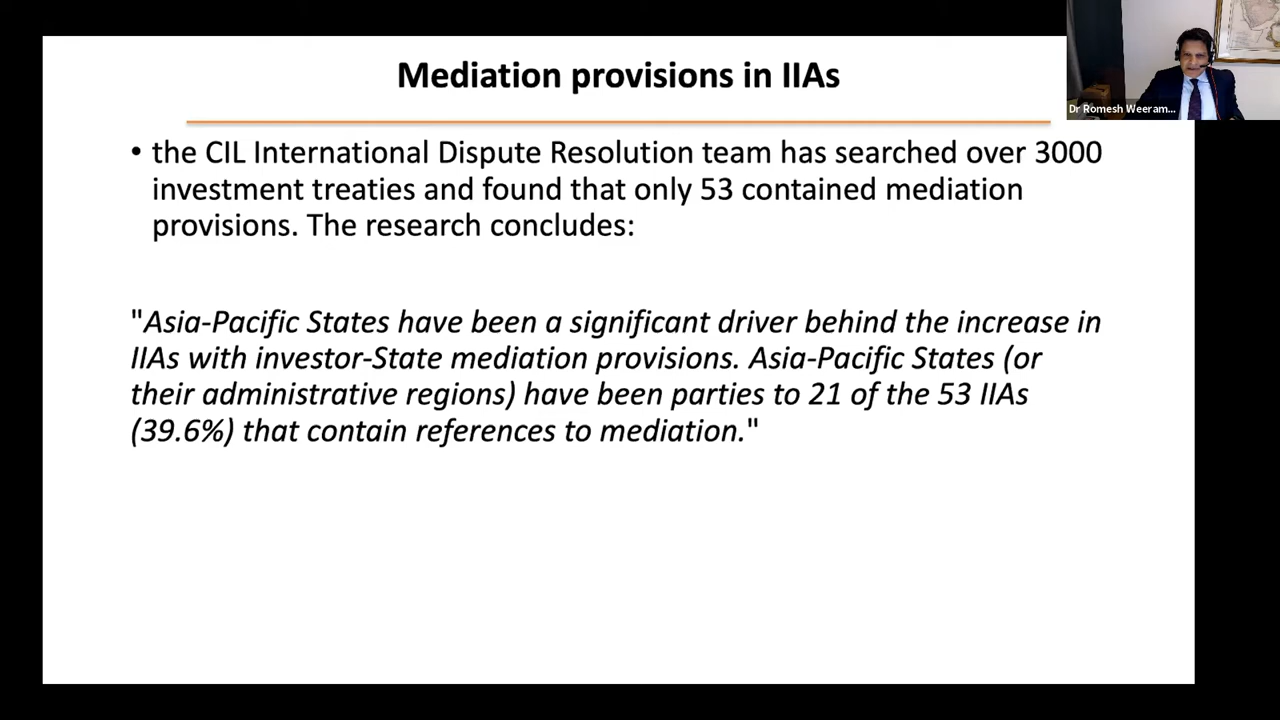 Mediation provisions in IIAs
Dr Romesh Weeram...
• the CIL International Dispute Resolution team has searched over 3000
investment treaties and found that only 53 contained mediation
provisions. The research concludes:
"Asia-Pacific States have been a significant driver behind the increase in
IIAs with investor-State mediation provisions. Asia-Pacific States (or
their administrative regions) have been parties to 21 of the 53 IIAs
(39.6%) that contain references to mediation."